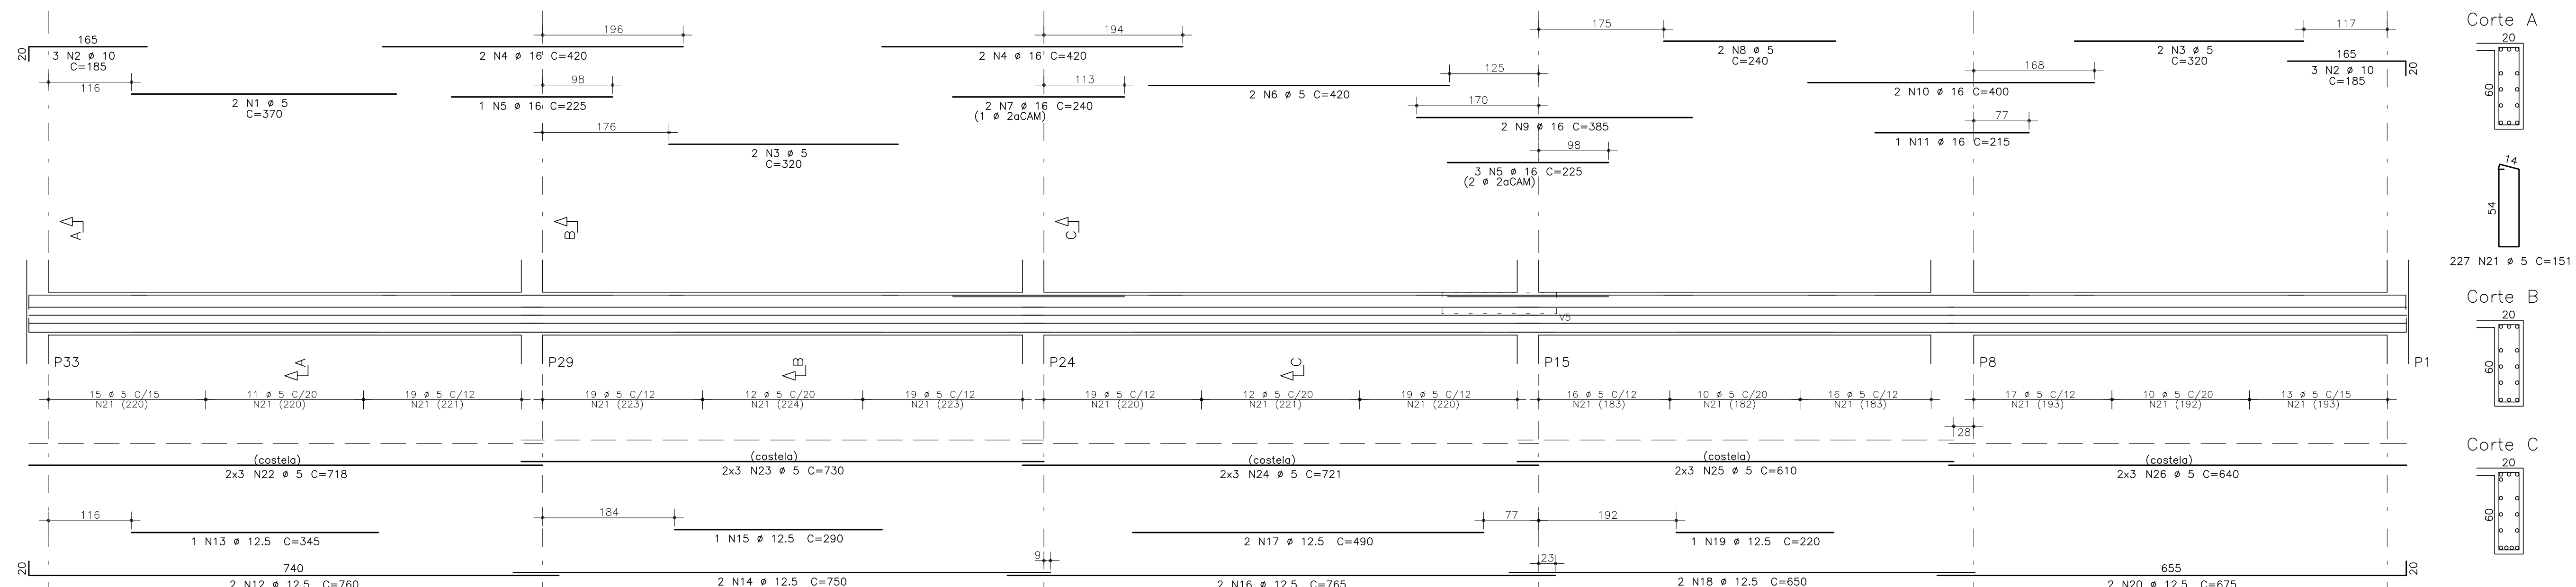 196
194
175
117
Corte A
165
3 N2 ø 10
C=185
20
2 N4 ø 16 C=420
2 N4 ø 16 C=420
2 N8 ø 5
C=240
2 N3 ø 5
C=320
165
3 N2 ø 10
C=185
20
20
60
116
2 N1 ø 5
C=370
98
1 N5 ø 16 C=225
113
2 N7 ø 16 C=240
(1 ø 2aCAM)
125
2 N6 ø 5 C=420
168
2 N10 ø 16 C=400
176
2 N3 ø 5
C=320
170
2 N9 ø 16 C=385
77
1 N11 ø 16 C=215
98
3 N5 ø 16 C=225
(2 ø 2aCAM)
14
54
227 N21 ø 5 C=151
A
B
C
Corte B
20
60
V5
P33
A
P29
B
P24
C
P15
P8
P1
15 ø 5 C/15
N21 (220)
11 ø 5 C/20
N21 (220)
19 ø 5 C/12
N21 (221)
19 ø 5 C/12
N21 (223)
12 ø 5 C/20
N21 (224)
19 ø 5 C/12
N21 (223)
19 ø 5 C/12
N21 (220)
12 ø 5 C/20
N21 (221)
19 ø 5 C/12
N21 (220)
16 ø 5 C/12
N21 (183)
10 ø 5 C/20
N21 (182)
16 ø 5 C/12
N21 (183)
17 ø 5 C/12
N21 (193)
10 ø 5 C/20
N21 (192)
13 ø 5 C/15
N21 (193)
28
(costela)
2x3 N22 ø 5 C=718
(costela)
2x3 N23 ø 5 C=730
(costela)
2x3 N24 ø 5 C=721
(costela)
2x3 N25 ø 5 C=610
(costela)
2x3 N26 ø 5 C=640
Corte C
20
60
116
1 N13 ø 12.5 C=345
184
1 N15 ø 12.5 C=290
77
2 N17 ø 12.5 C=490
192
1 N19 ø 12.5 C=220
20
740
2 N12 ø 12.5 C=760
9
2 N14 ø 12.5 C=750
23
2 N16 ø 12.5 C=765
2 N18 ø 12.5 C=650
655
2 N20 ø 12.5 C=675
20